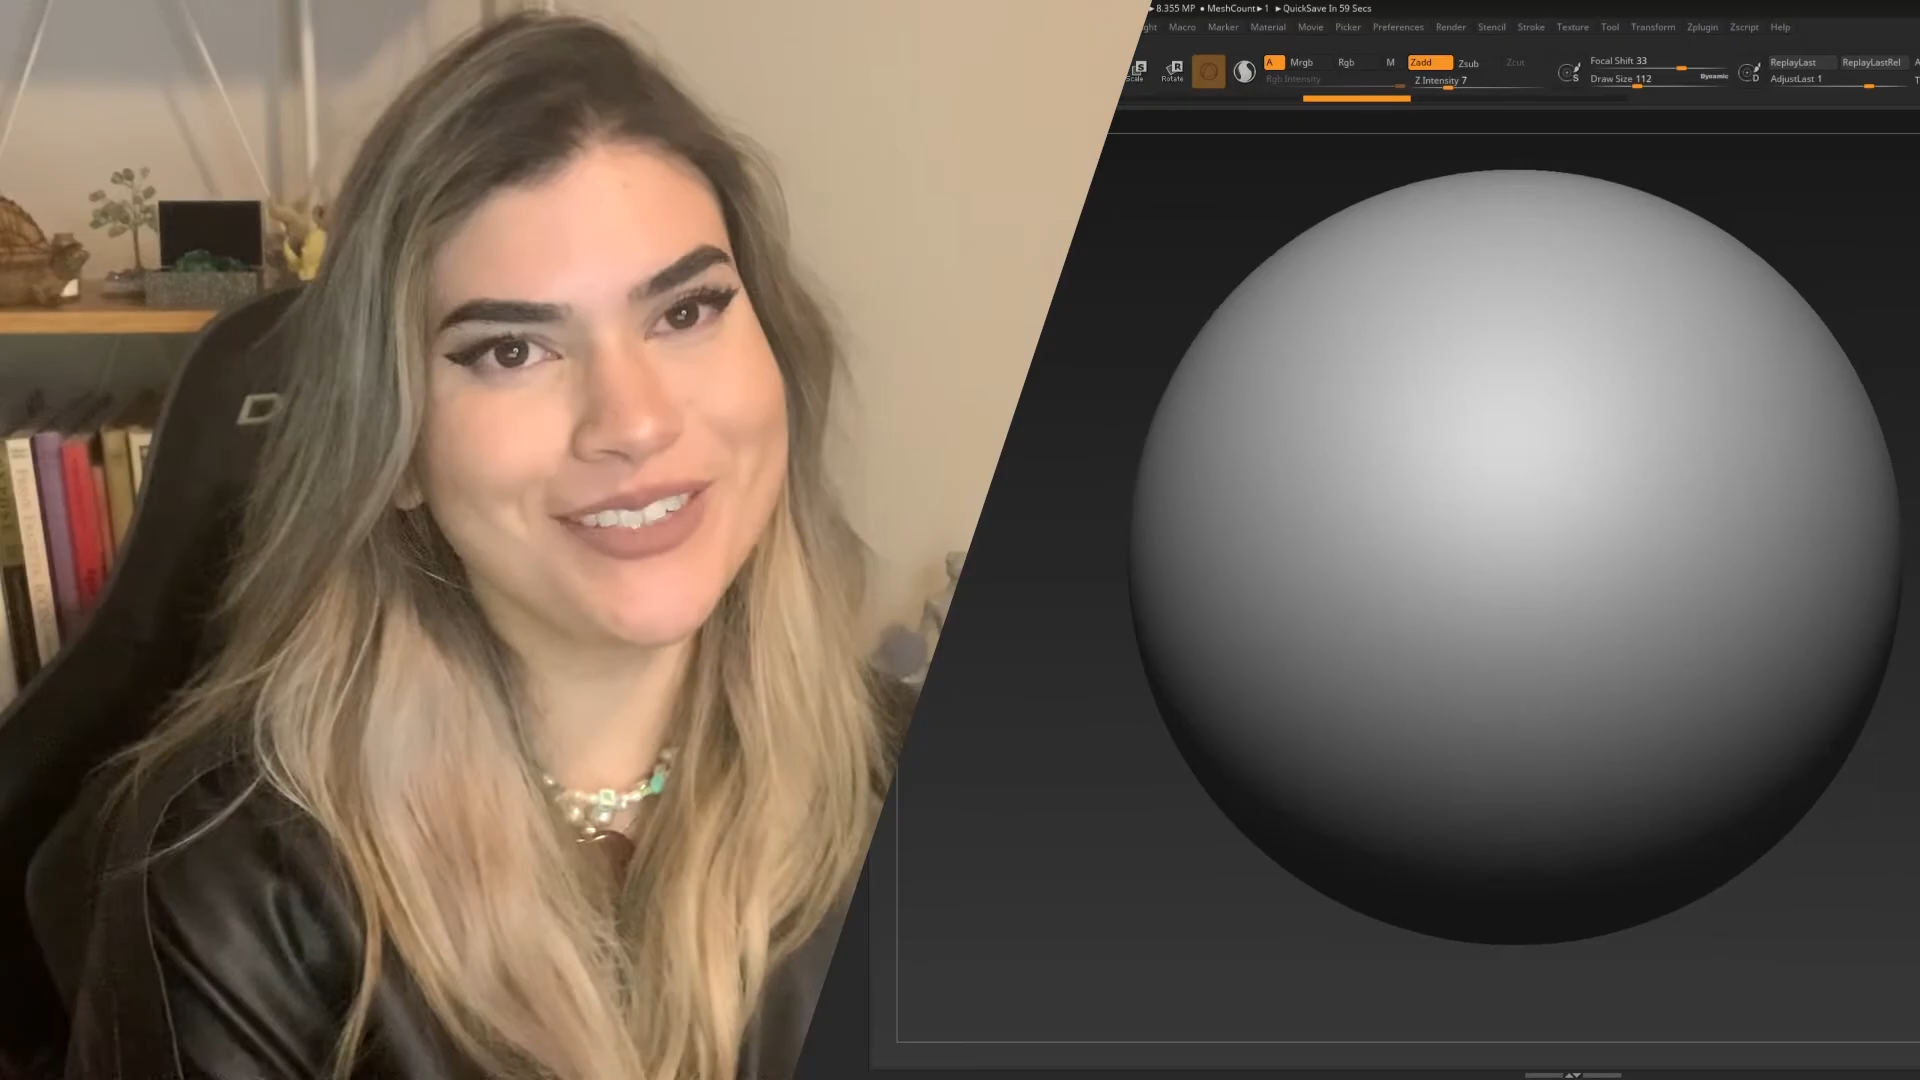 ▸8.355 MP ● MeshCount▸1 ▸QuickSave In 59 Secs
ght Macro Marker Material Movie Picker Preferences Render Stencil Stroke Texture Tool Transform Zplugin Zscript Help
Scale Rotate A Mrgb Rgb M Zadd Zsub Zcut Focal Shift 33 ReplayLast ReplayLastRel
Rgb Intensity Z Intensity 7 S Draw Size 112 Dynamic D AdjustLast 1